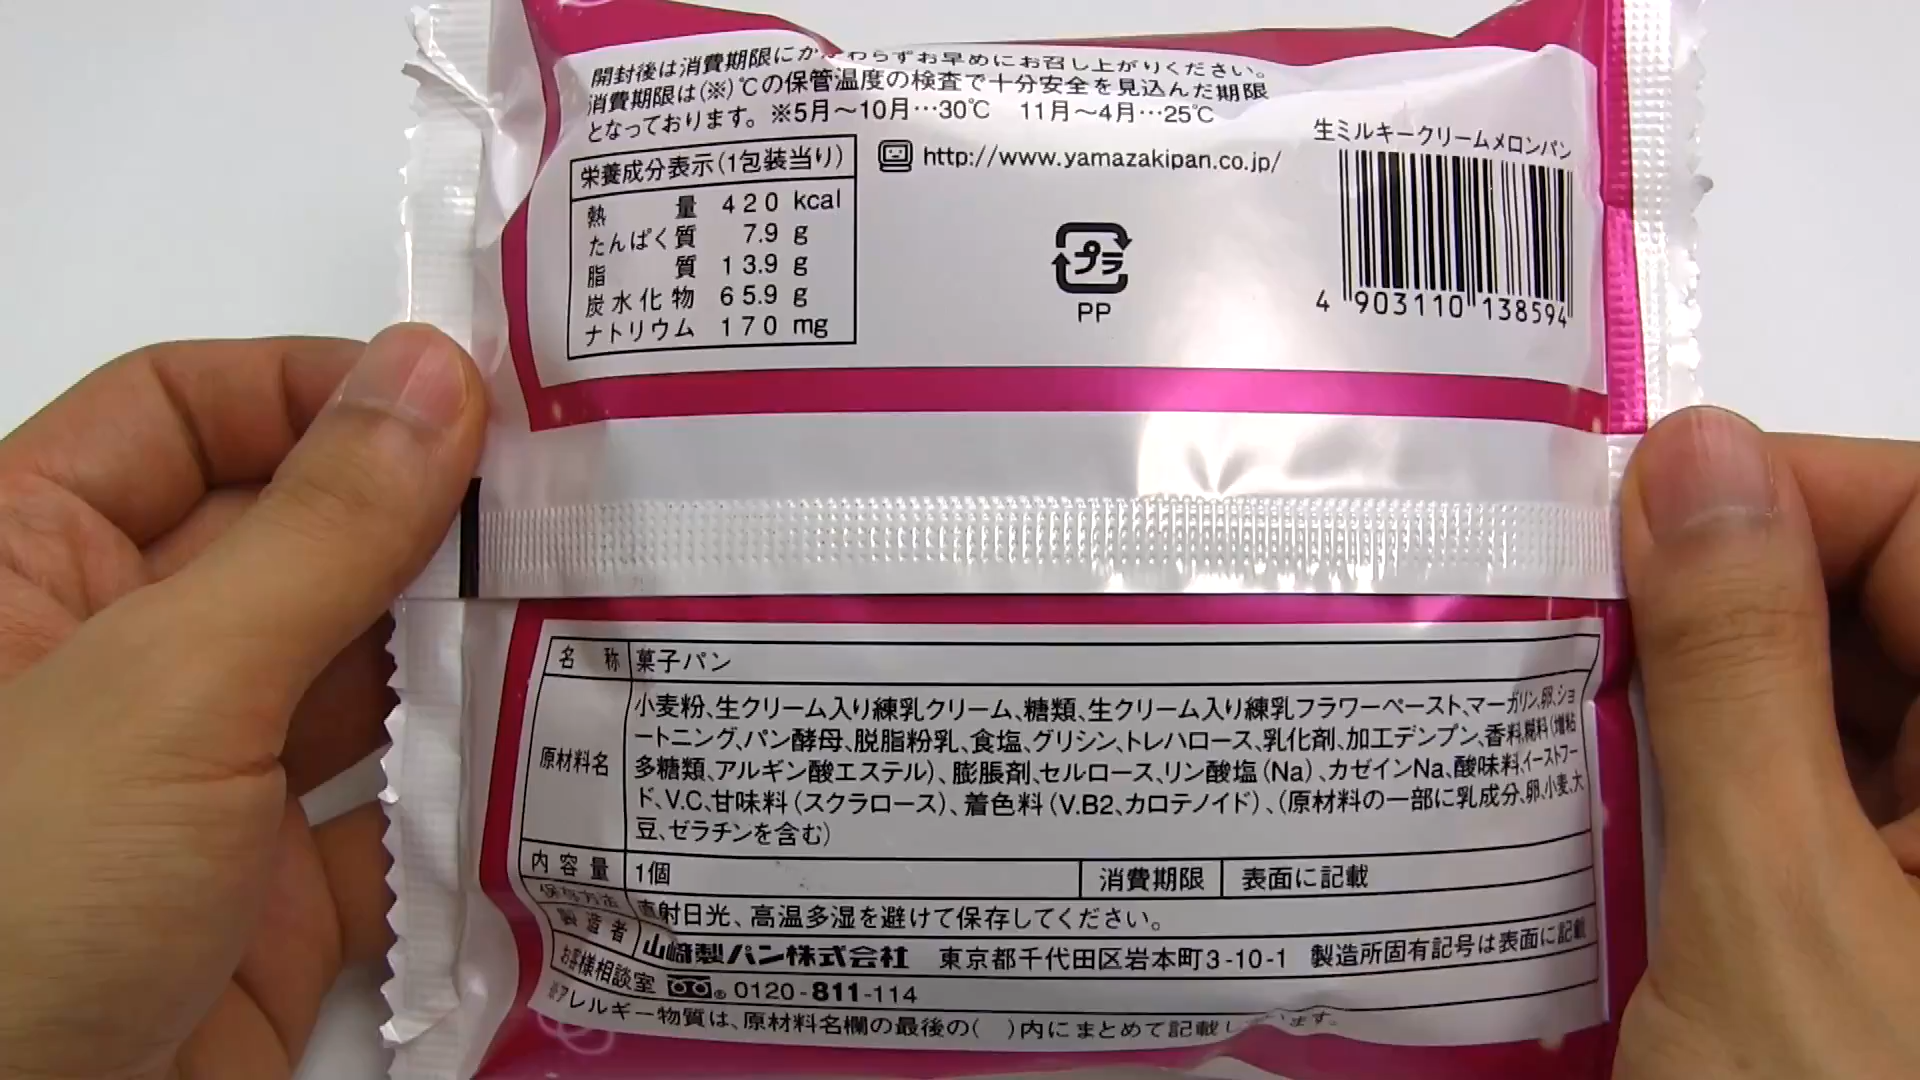 開封後は消費期限にかかわらずお早めにお召し上がりください。
消費期限は(※)℃の保管温度の検査で十分安全を見込んだ期限
となっております。※5月～10月…30℃ 11月～4月…25℃
栄養成分表示(1包装当り)
熱量 420 kcal
たんぱく質 7.9 g
脂質 13.9 g
炭水化物 65.9 g
ナトリウム 170 mg
http://www.yamazakipan.co.jp/
プラ
PP
生ミルキークリームメロンパン
4 903110 138594
名称 菓子パン
原材料名
小麦粉、生クリーム入り練乳クリーム、糖類、生クリーム入り練乳フラワーペースト、マーガリン、卵、ショ
ートニング、パン酵母、脱脂粉乳、食塩、グリシン、トレハロース、乳化剤、加工デンプン、香料、糊料(増粘
多糖類、アルギン酸エステル)、膨脹剤、セルロース、リン酸塩(Na)、カゼインNa、酸味料、イーストフー
ド、V.C、甘味料(スクラロース)、着色料(V.B2、カロテノイド)、(原材料の一部に乳成分、卵、小麦、大
豆、ゼラチンを含む)
内容量 1個 消費期限 表面に記載
保存方法 直射日光、高温多湿を避けて保存してください。
製造者 山崎製パン株式会社 東京都千代田区岩本町3-10-1 製造所固有記号は表面に記載
お客様相談室 0120-811-114
※アレルギー物質は、原材料名欄の最後の( )内にまとめて記載しています。